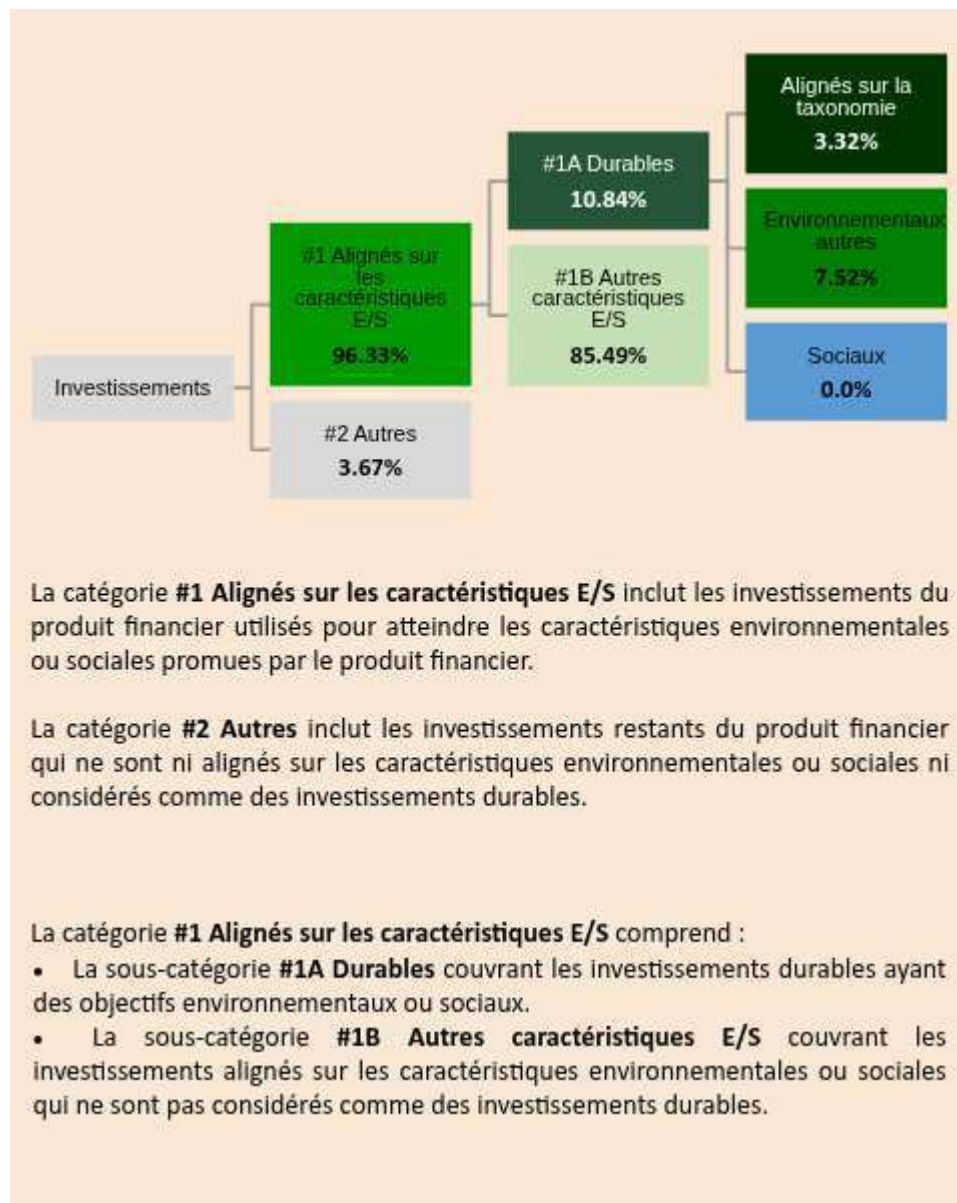 Investissements
#1 Alignés sur
les
caractéristiques
E/S
96.33%
#2 Autres
3.67%
#1A Durables
10.84%
#1B Autres
caractéristiques
E/S
85.49%
Alignés sur la
taxonomie
3.32%
Environnementaux
autres
7.52%
Sociaux
0.0%
La catégorie #1 Alignés sur les caractéristiques E/S inclut les investissements du
produit financier utilisés pour atteindre les caractéristiques environnementales
ou sociales promues par le produit financier.
La catégorie #2 Autres inclut les investissements restants du produit financier
qui ne sont ni alignés sur les caractéristiques environnementales ou sociales ni
considérés comme des investissements durables.
La catégorie #1 Alignés sur les caractéristiques E/S comprend :
• La sous-catégorie #1A Durables couvrant les investissements durables ayant
des objectifs environnementaux ou sociaux.
• La sous-catégorie #1B Autres caractéristiques E/S couvrant les
investissements alignés sur les caractéristiques environnementales ou sociales
qui ne sont pas considérés comme des investissements durables.